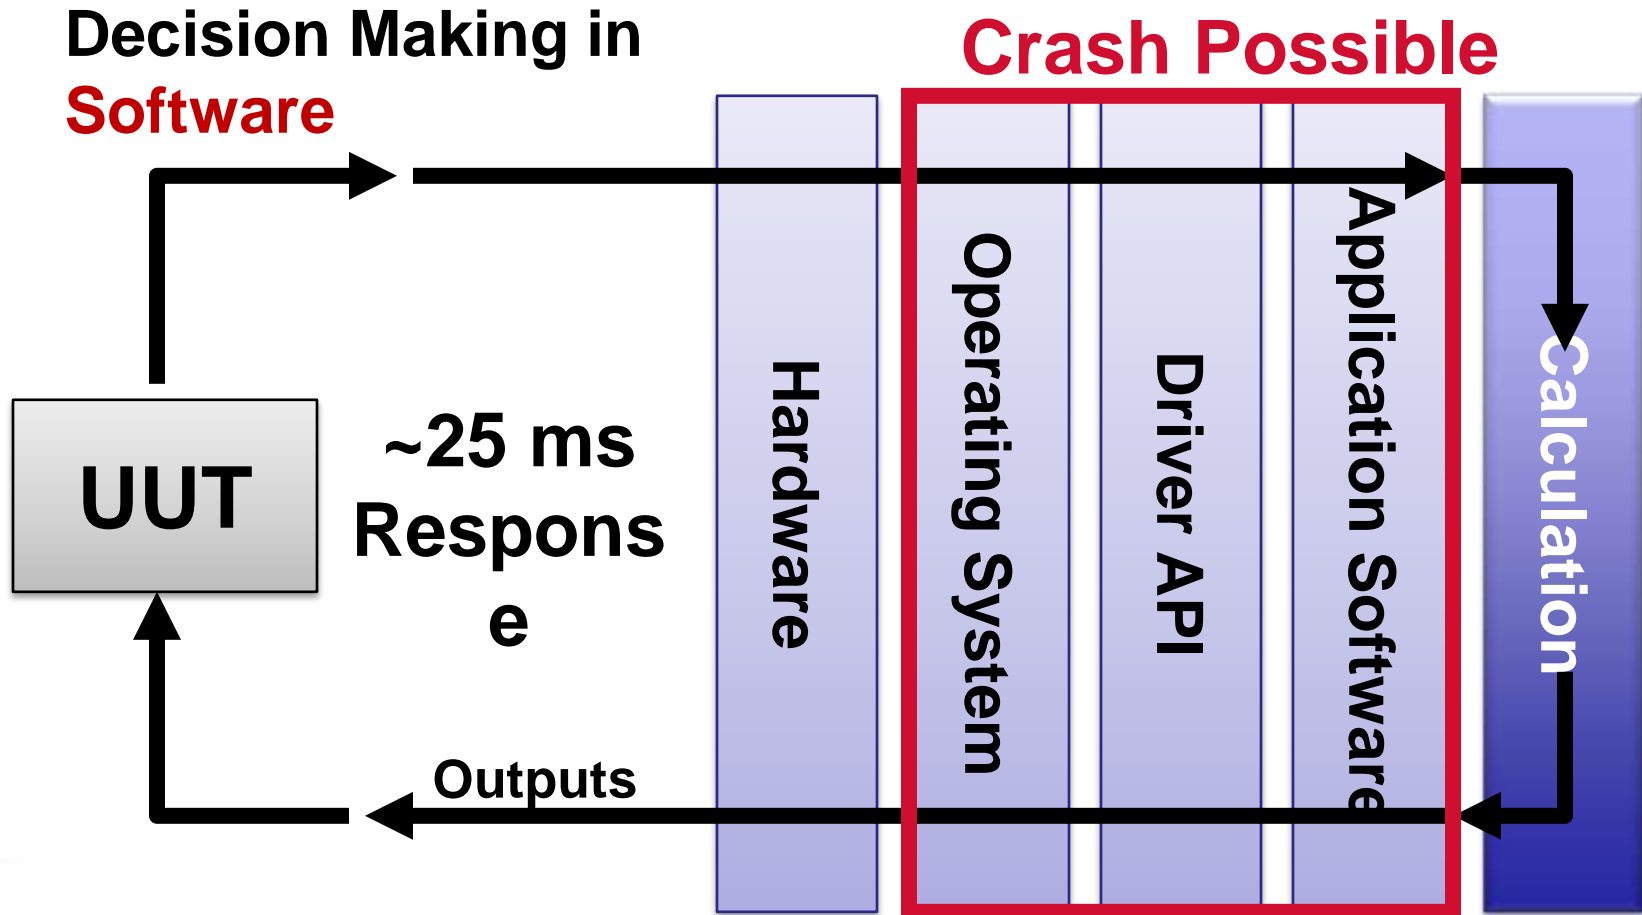 Decision Making in
Software
Crash Possible
UUT
~25 ms
Respons
e
Outputs
Hardware
Operating System
Driver API
Application Software
Calculation